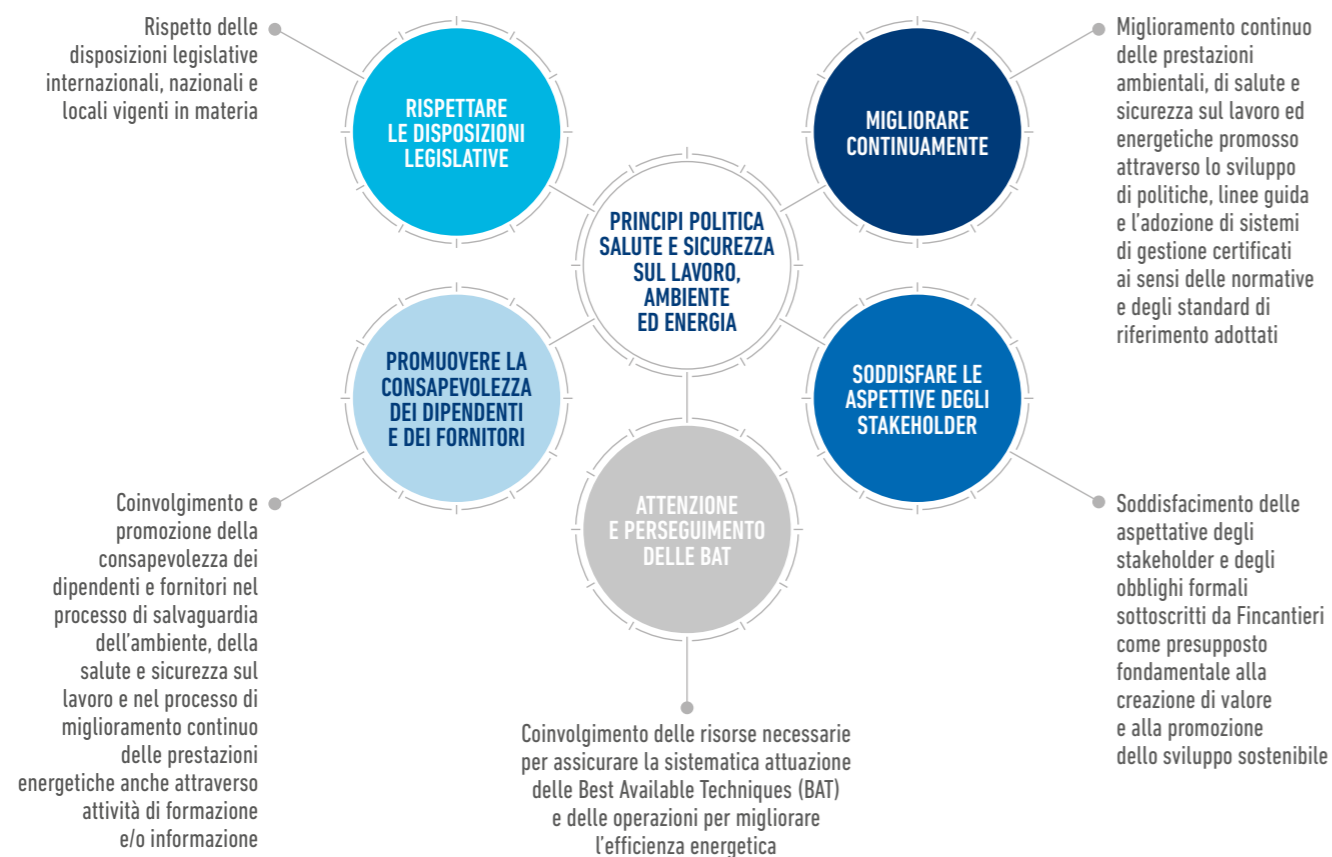 Rispetto delle
disposizioni legislative
internazionali, nazionali e
locali vigenti in materia
RISPETTARE
LE DISPOSIZIONI
LEGISLATIVE
MIGLIORARE
CONTINUAMENTE
Miglioramento continuo
delle prestazioni
ambientali, di salute e
sicurezza sul lavoro ed
energetiche promosso
attraverso lo sviluppo
di politiche, linee guida
e l'adozione di sistemi
di gestione certificati
ai sensi delle normative
e degli standard di
riferimento adottati
PRINCIPI POLITICA
SALUTE E SICUREZZA
SUL LAVORO,
AMBIENTE
ED ENERGIA
PROMUOVERE LA
CONSAPEVOLEZZA
DEI DIPENDENTI
E DEI FORNITORI
SODDISFARE LE
ASPETTIVE DEGLI
STAKEHOLDER
ATTENZIONE
E PERSEGUIMENTO
DELLE BAT
Coinvolgimento e
promozione della
consapevolezza dei
dipendenti e fornitori nel
processo di salvaguardia
dell'ambiente, della
salute e sicurezza sul
lavoro e nel processo di
miglioramento continuo
delle prestazioni
energetiche anche attraverso
attività di formazione
e/o informazione
Coinvolgimento delle risorse necessarie
per assicurare la sistematica attuazione
delle Best Available Techniques (BAT)
e delle operazioni per migliorare
l'efficienza energetica
Soddisfacimento delle
aspettative degli
stakeholder e degli
obblighi formali
sottoscritti da Fincantieri
come presupposto
fondamentale alla
creazione di valore
e alla promozione
dello sviluppo sostenibile